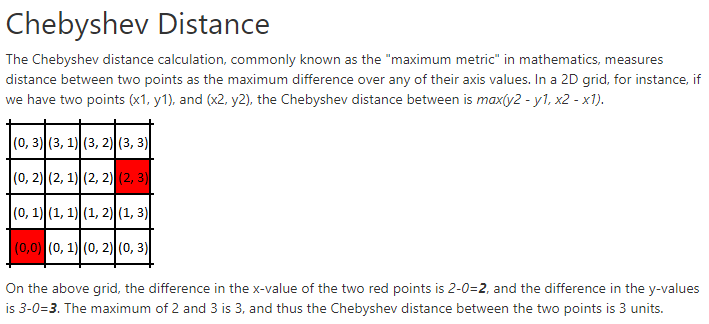 Chebyshev Distance
The Chebyshev distance calculation, commonly known as the "maximum metric" in mathematics, measures
distance between two points as the maximum difference over any of their axis values. In a 2D grid, for instance, if
we have two points (x1, y1), and (x2, y2), the Chebyshev distance between is max(y2 - y1, x2 - x1).
(0, 3) (3, 1) (3, 2) (3, 3)
(0, 2) (2, 1) (2, 2) (2, 3)
(0, 1) (1, 1) (1, 2) (1, 3)
(0,0) (0, 1) (0, 2) (0, 3)
On the above grid, the difference in the x-value of the two red points is 2-0=2, and the difference in the y-values
is 3-0=3. The maximum of 2 and 3 is 3, and thus the Chebyshev distance between the two points is 3 units.